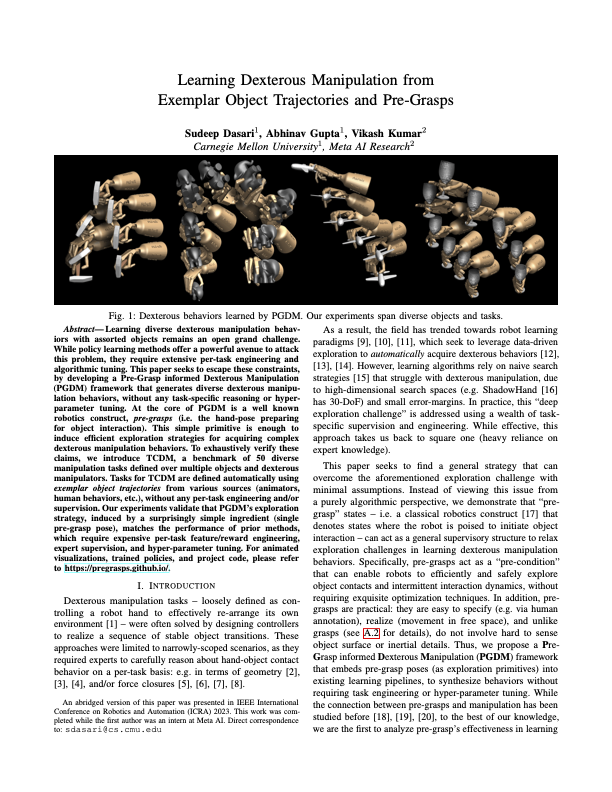 Learning Dexterous Manipulation from
Exemplar Object Trajectories and Pre-Grasps
Sudeep Dasari1, Abhinav Gupta1, Vikash Kumar2
Carnegie Mellon University1, Meta AI Research2
Fig. 1: Dexterous behaviors learned by PGDM. Our experiments span diverse objects and tasks.
Abstract—Learning diverse dexterous manipulation behav-
iors with assorted objects remains an open grand challenge.
While policy learning methods offer a powerful avenue to attack
this problem, they require extensive per-task engineering and
algorithmic tuning. This paper seeks to escape these constraints,
by developing a Pre-Grasp informed Dexterous Manipulation
(PGDM) framework that generates diverse dexterous manipu-
lation behaviors, without any task-specific reasoning or hyper-
parameter tuning. At the core of PGDM is a well known
robotics construct, pre-grasps (i.e. the hand-pose preparing
for object interaction). This simple primitive is enough to
induce efficient exploration strategies for acquiring complex
dexterous manipulation behaviors. To exhaustively verify these
claims, we introduce TCDM, a benchmark of 50 diverse
manipulation tasks defined over multiple objects and dexterous
manipulators. Tasks for TCDM are defined automatically using
exemplar object trajectories from various sources (animators,
human behaviors, etc.), without any per-task engineering and/or
supervision. Our experiments validate that PGDM's exploration
strategy, induced by a surprisingly simple ingredient (single
pre-grasp pose), matches the performance of prior methods,
which require expensive per-task feature/reward engineering,
expert supervision, and hyper-parameter tuning. For animated
visualizations, trained policies, and project code, please refer
to https://pregrasps.github.io/.
I. INTRODUCTION
Dexterous manipulation tasks – loosely defined as con-
trolling a robot hand to effectively re-arrange its own
environment [1] – were often solved by designing controllers
to realize a sequence of stable object transitions. These
approaches were limited to narrowly-scoped scenarios, as they
required experts to carefully reason about hand-object contact
behavior on a per-task basis: e.g. in terms of geometry [2],
[3], [4], and/or force closures [5], [6], [7], [8].
An abridged version of this paper was presented in IEEE International
Conference on Robotics and Automation (ICRA) 2023. This work was com-
pleted while the first author was an intern at Meta AI. Direct correspondence
to: sdasari@cs.cmu.edu
As a result, the field has trended towards robot learning
paradigms [9], [10], [11], which seek to leverage data-driven
exploration to automatically acquire dexterous behaviors [12],
[13], [14]. However, learning algorithms rely on naive search
strategies [15] that struggle with dexterous manipulation, due
to high-dimensional search spaces (e.g. ShadowHand [16]
has 30-DoF) and small error-margins. In practice, this “deep
exploration challenge” is addressed using a wealth of task-
specific supervision and engineering. While effective, this
approach takes us back to square one (heavy reliance on
expert knowledge).
This paper seeks to find a general strategy that can
overcome the aforementioned exploration challenge with
minimal assumptions. Instead of viewing this issue from
a purely algorithmic perspective, we demonstrate that “pre-
grasp” states – i.e. a classical robotics construct [17] that
denotes states where the robot is poised to initiate object
interaction – can act as a general supervisory structure to relax
exploration challenges in learning dexterous manipulation
behaviors. Specifically, pre-grasps act as a “pre-condition”
that can enable robots to efficiently and safely explore
object contacts and intermittent interaction dynamics, without
requiring exquisite optimization techniques. In addition, pre-
grasps are practical: they are easy to specify (e.g. via human
annotation), realize (movement in free space), and unlike
grasps (see A.2 for details), do not involve hard to sense
object surface or inertial details. Thus, we propose a Pre-
Grasp informed Dexterous Manipulation (PGDM) framework
that embeds pre-grasp poses (as exploration primitives) into
existing learning pipelines, to synthesize behaviors without
requiring task engineering or hyper-parameter tuning. While
the connection between pre-grasps and manipulation has been
studied before [18], [19], [20], to the best of our knowledge,
we are the first to analyze pre-grasp's effectiveness in learning